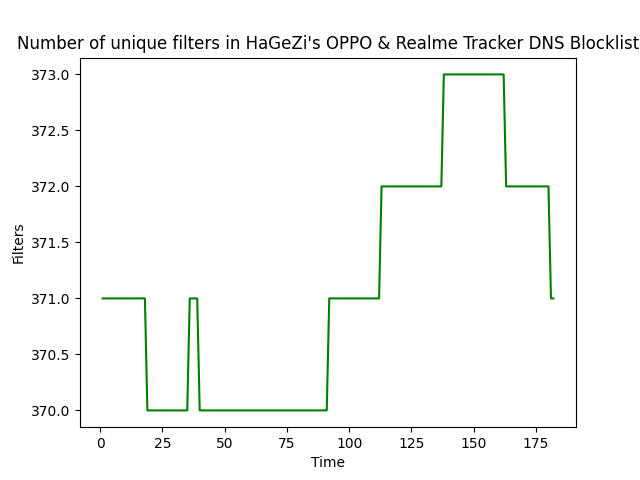 Number of unique filters in HaGeZi's OPPO & Realme Tracker DNS Blocklist
373.0
372.5
372.0
371.5
371.0
370.5
370.0
Filters
0 25 50 75 100 125 150 175
Time